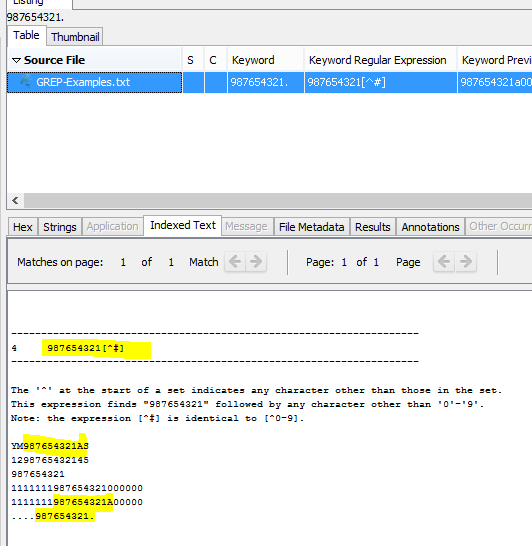 Listing
987654321.
Table Thumbnail
Source File S C Keyword Keyword Regular Expression Keyword Previ
GREP-Examples.txt 987654321. 987654321[^#] 987654321a00
Hex Strings Application Indexed Text Message File Metadata Results Annotations Other Occurr
Matches on page: 1 of 1 Match Page: 1 of 1 Page
--------------------------------------------------------------------
4 987654321[^#]
--------------------------------------------------------------------
The '^' at the start of a set indicates any character other than those in the set.
This expression finds "987654321" followed by any character other than '0'-'9'.
Note: the expression [^#] is identical to [^0-9].
YM987654321AS
1298765432145
987654321
1111111987654321000000
1111111987654321A00000
....987654321.